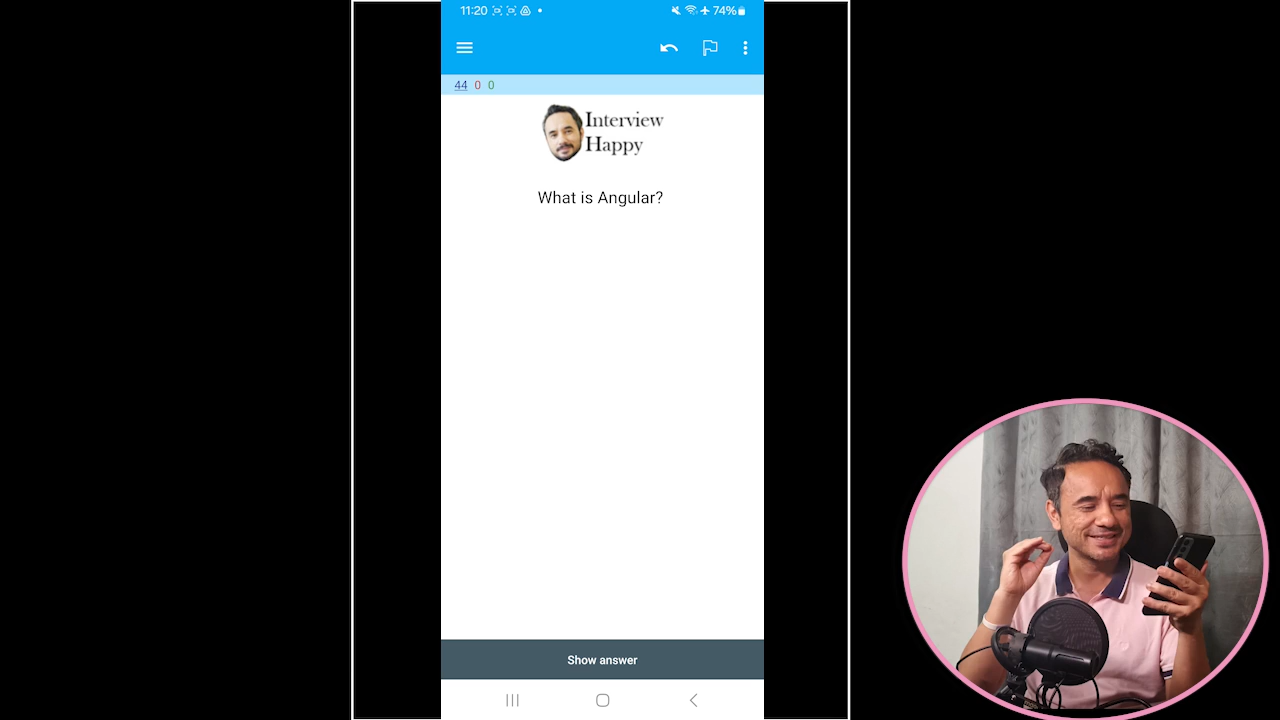 11:20 74%
44 0 0
Interview
Happy
What is Angular?
Show answer